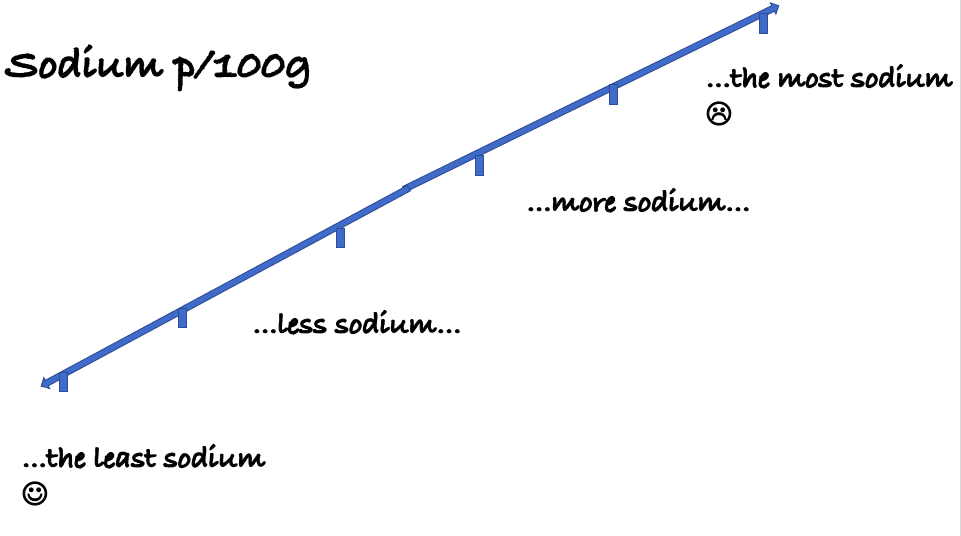 Sodium p/100g
...the most sodium
☹
...more sodium...
...less sodium...
...the least sodium
☺